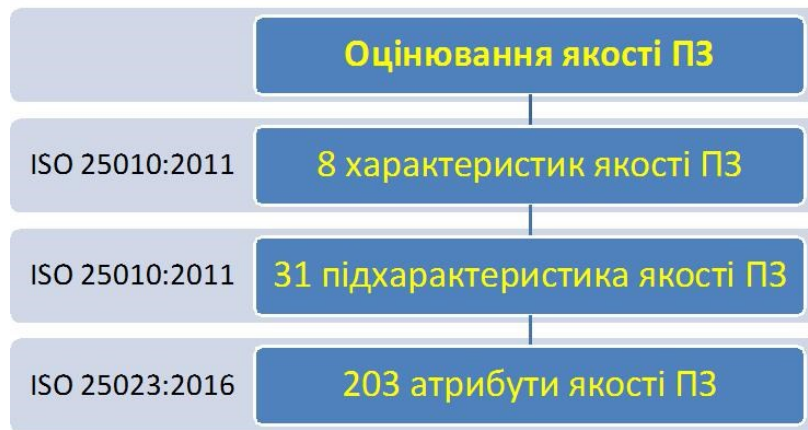 Оцінювання якості ПЗ
ISO 25010:2011 8 характеристик якості ПЗ
ISO 25010:2011 31 підхарактеристика якості ПЗ
ISO 25023:2016 203 атрибути якості ПЗ